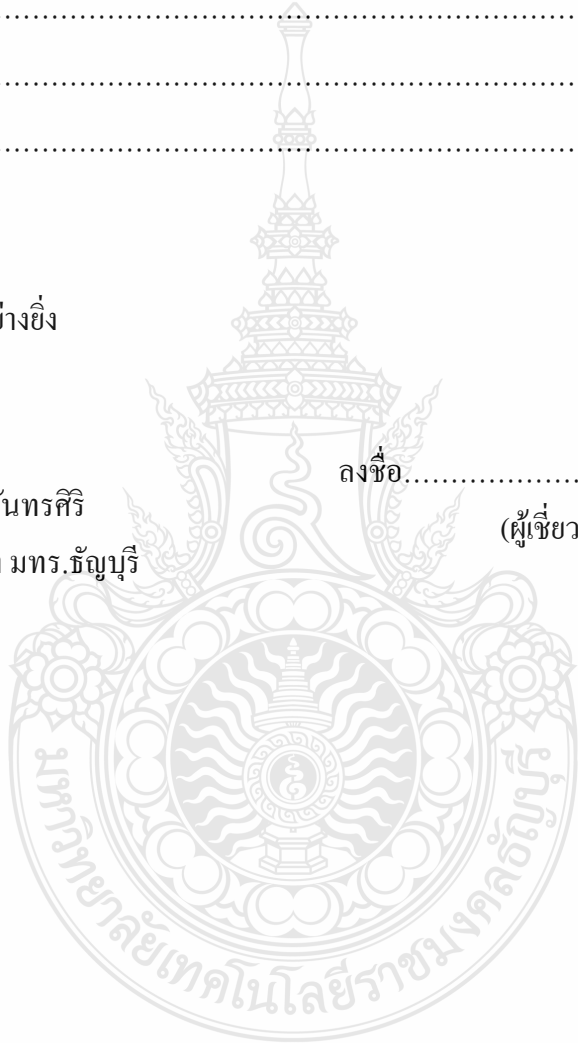 ........................................................................
........................................................................
........................................................................
างยิ่ง
ลงชื่อ....................
ันทรศิริ
(ผู้เชี่ยว
มทร.ธัญบุรี
มหาวิทยาลัยเทคโนโลยีราชมงคลธัญบุรี